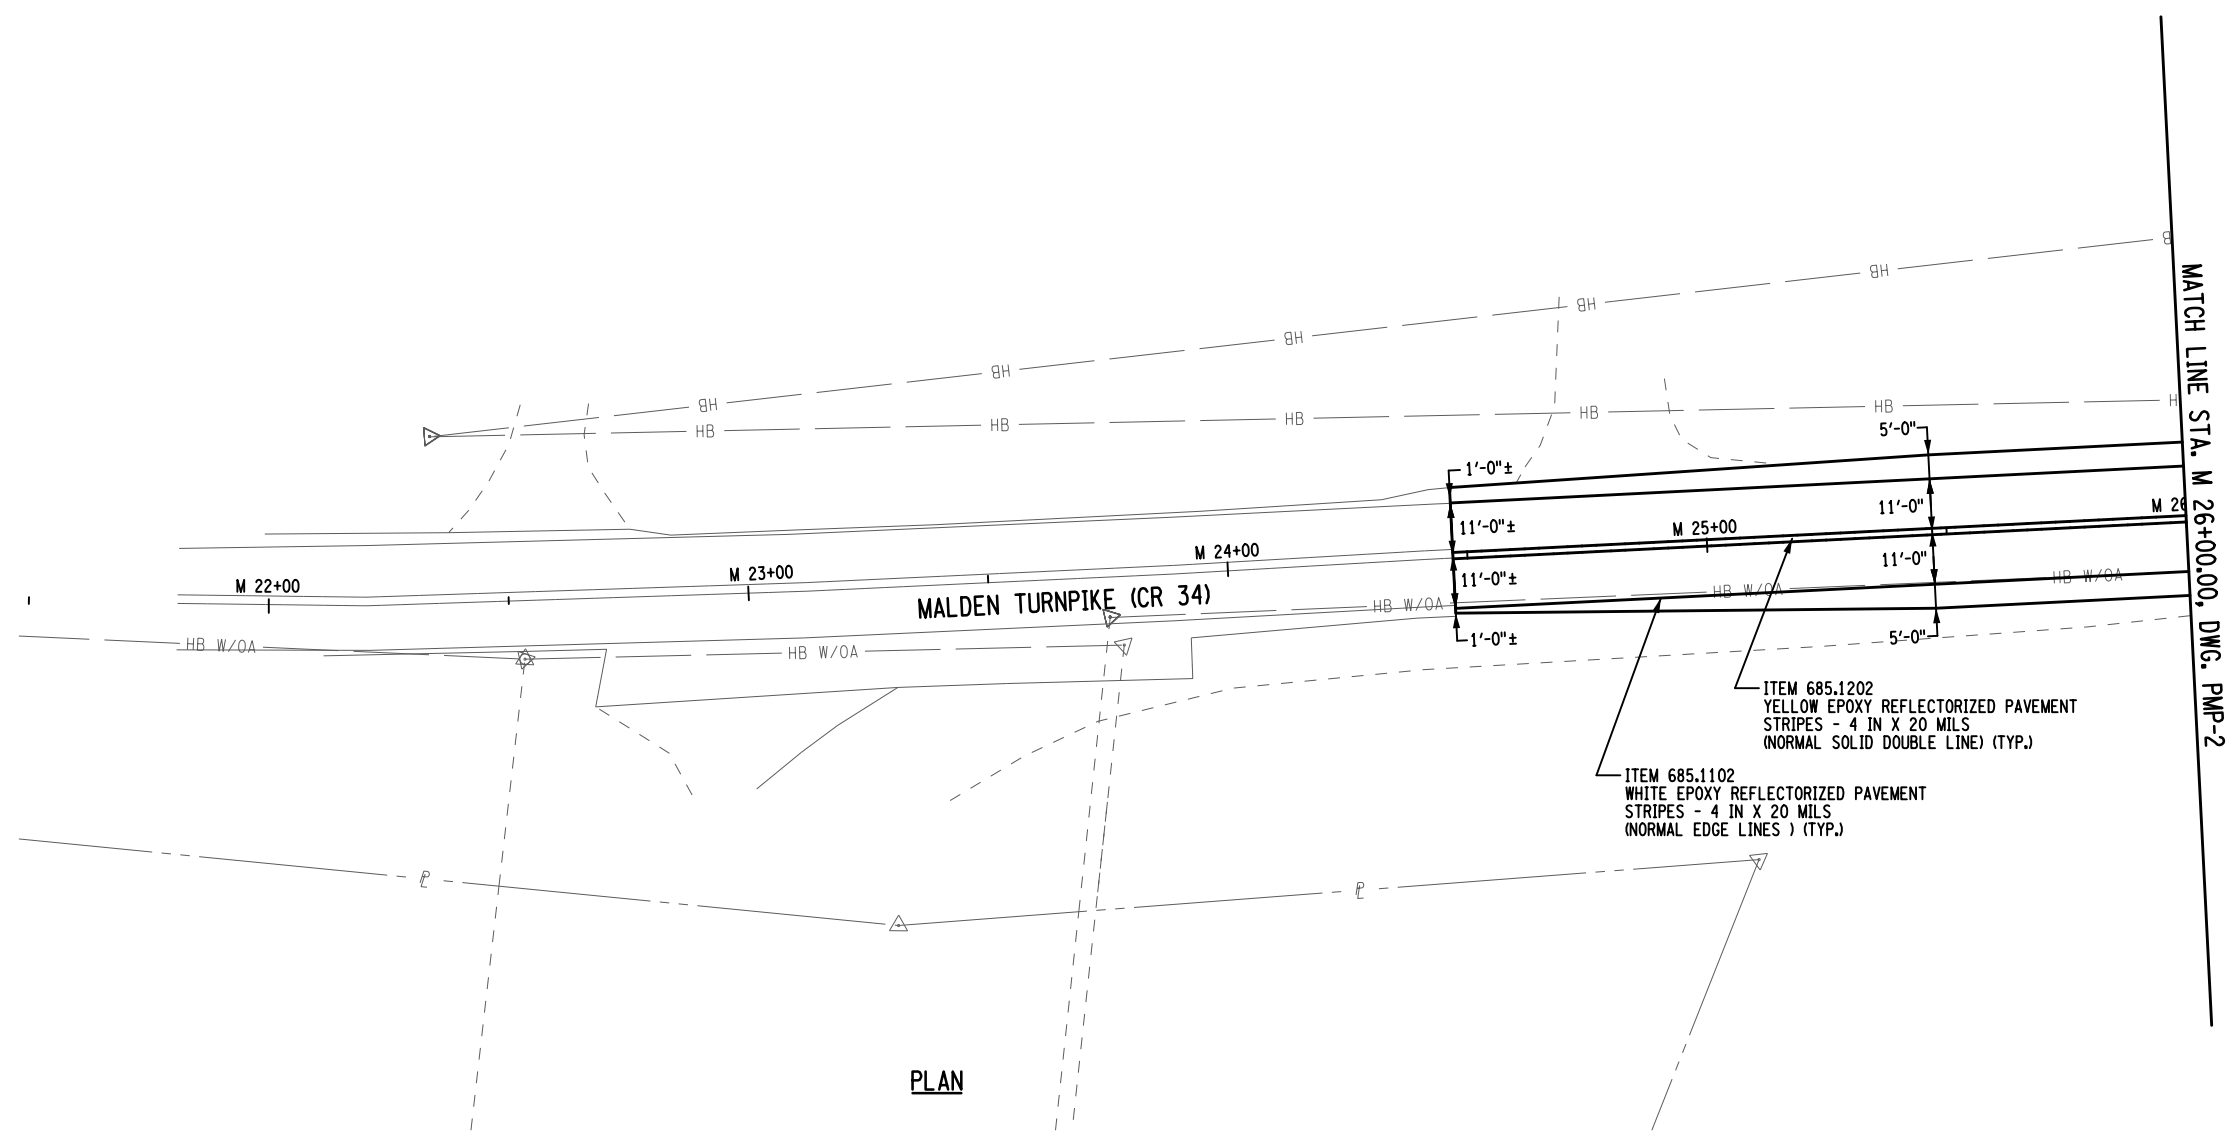 HB
HB
HB
HB
HB
B
HB
HB
HB
HB
HB
H
5'-0"
1'-0"±
11'-0"±
11'-0"
M 22+00
M 23+00
M 24+00
M 25+00
M 26
11'-0"±
11'-0"
MALDEN TURNPIKE (CR 34)
HB W/OA
HB W/OA
HB W/OA
HB W/OA
HB W/OA
1'-0"±
5'-0"
ITEM 685.1202
YELLOW EPOXY REFLECTORIZED PAVEMENT
STRIPES - 4 IN X 20 MILS
(NORMAL SOLID DOUBLE LINE) (TYP.)
ITEM 685.1102
WHITE EPOXY REFLECTORIZED PAVEMENT
STRIPES - 4 IN X 20 MILS
(NORMAL EDGE LINES ) (TYP.)
MATCH LINE STA. M 26+00.00, DWG. PMP-2
PL
PL
PLAN